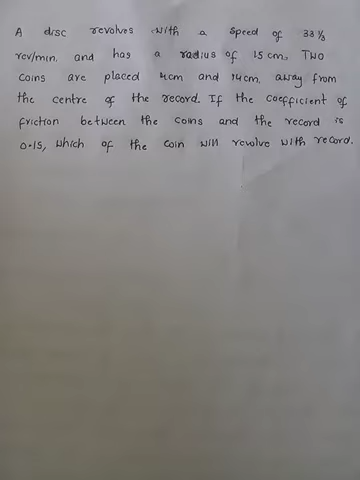 A disc revolves with a speed of 33 1/3
rev/min. and has a radius of 15 cm. Two
coins are placed 4cm and 14cm. away from
the centre of the record. If the coefficient of
friction between the coins and the record is
0.15, which of the coin will revolve with record.